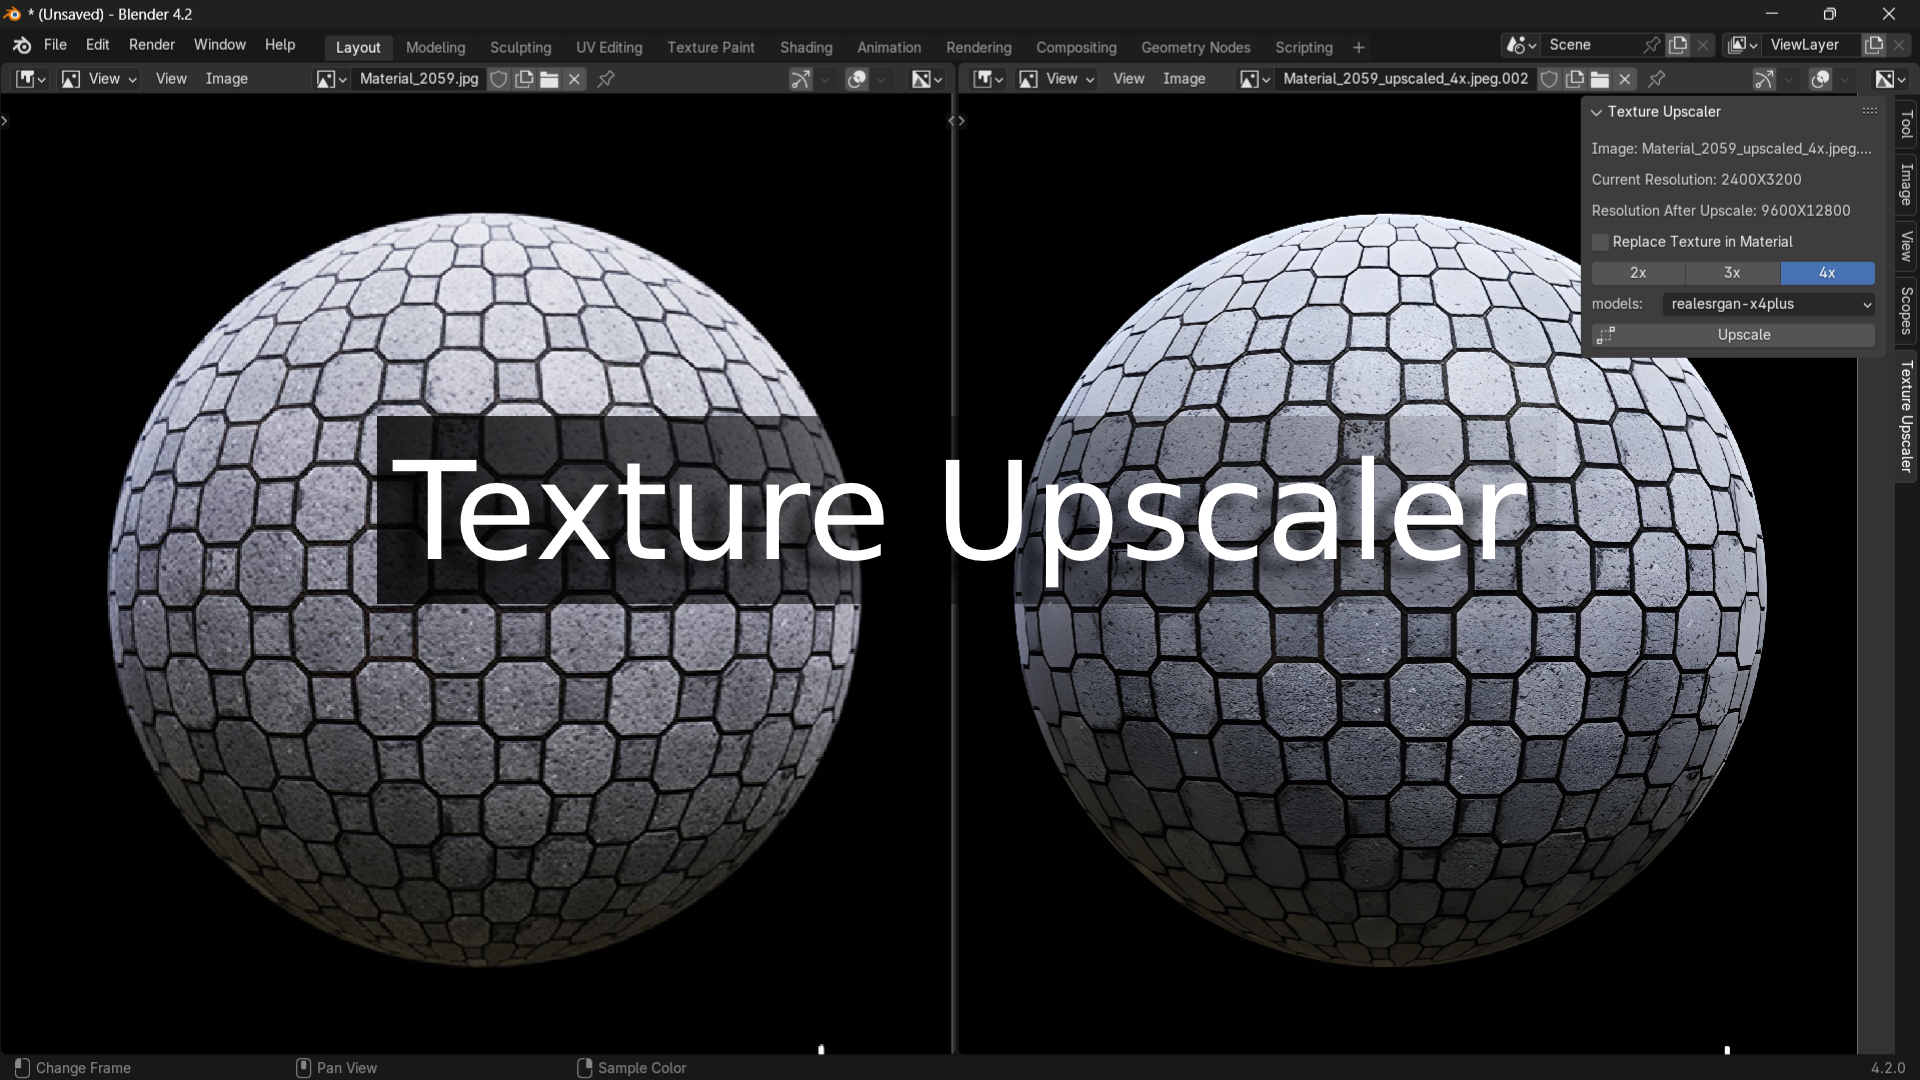 * (Unsaved) - Blender 4.2
File Edit Render Window Help Layout Modeling Sculpting UV Editing Texture Paint Shading Animation Rendering Compositing Geometry Nodes Scripting + Scene ViewLayer
View View Image Material_2059.jpg View View Image Material_2059_upscaled_4x.jpeg.002
Texture Upscaler
Image: Material_2059_upscaled_4x.jpeg....
Current Resolution: 2400X3200
Resolution After Upscale: 9600X12800
Replace Texture in Material
2x 3x 4x
models: realesrgan-x4plus
Upscale
Tool
Image
View
Scopes
Texture Upscaler
Texture Upscaler
Change Frame Pan View Sample Color 4.2.0